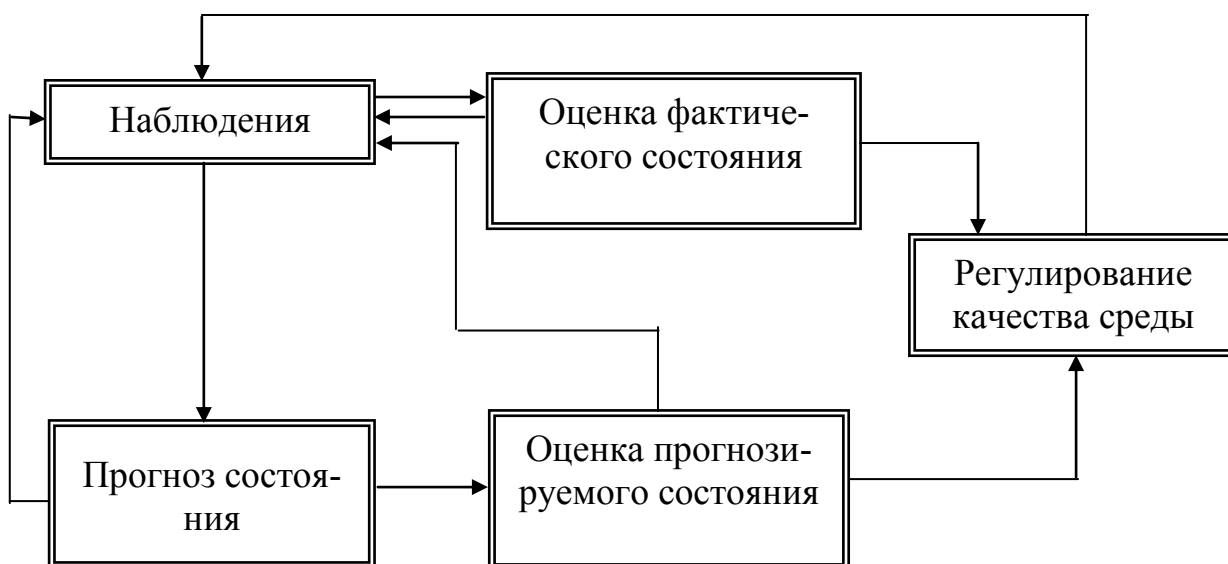 Наблюдения
Оценка фактиче-
ского состояния
Регулирование
качества среды
Прогноз состоя-
ния
Оценка прогнози-
руемого состояния